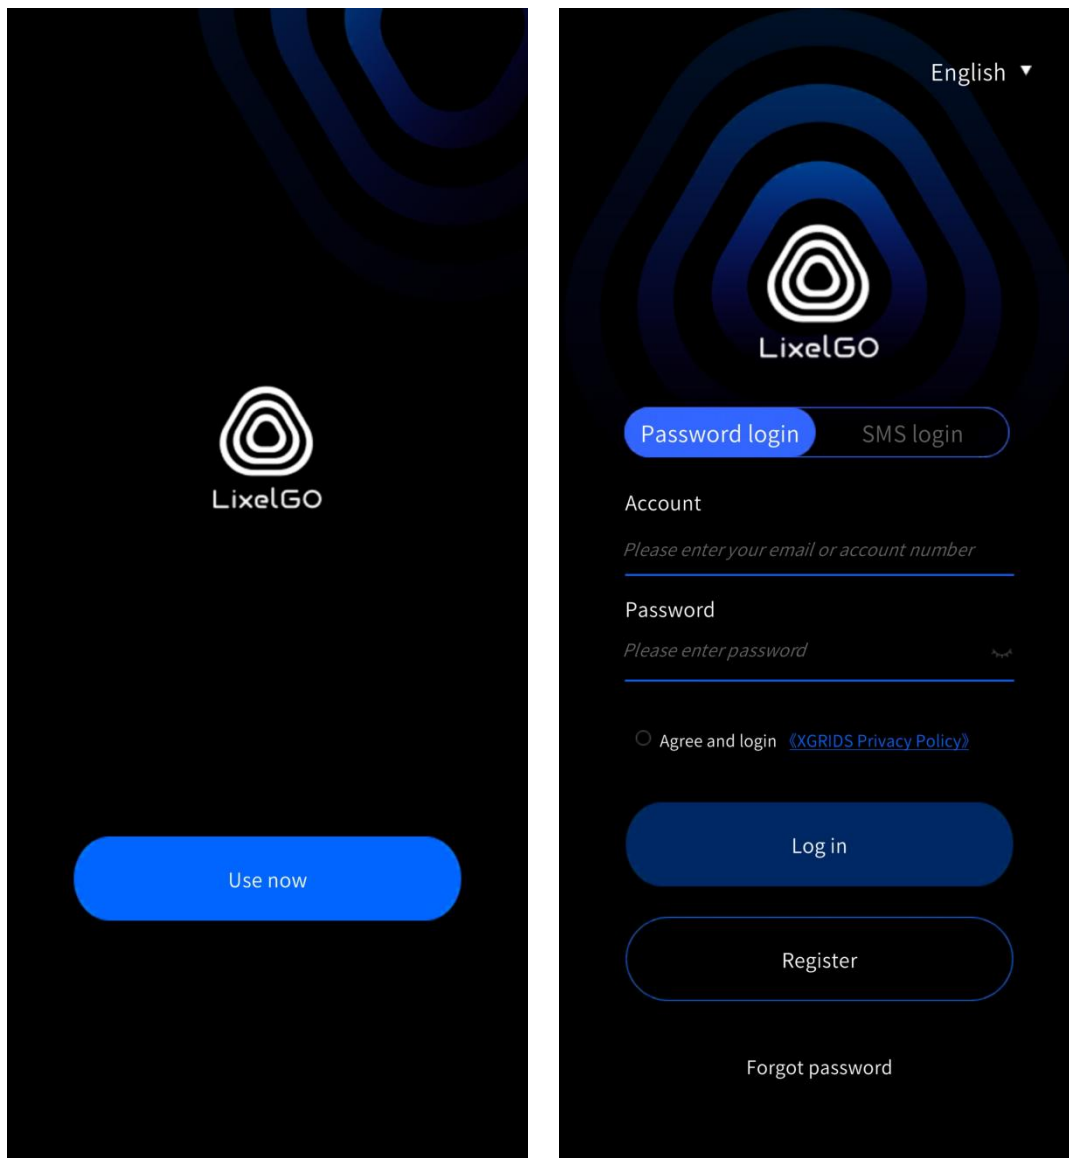 LixelGO
Use now
English
LixelGO
Password login
SMS login
Account
Please enter your email or account number
Password
Please enter password
Agree and login 《XGRIDS Privacy Policy》
Log in
Register
Forgot password